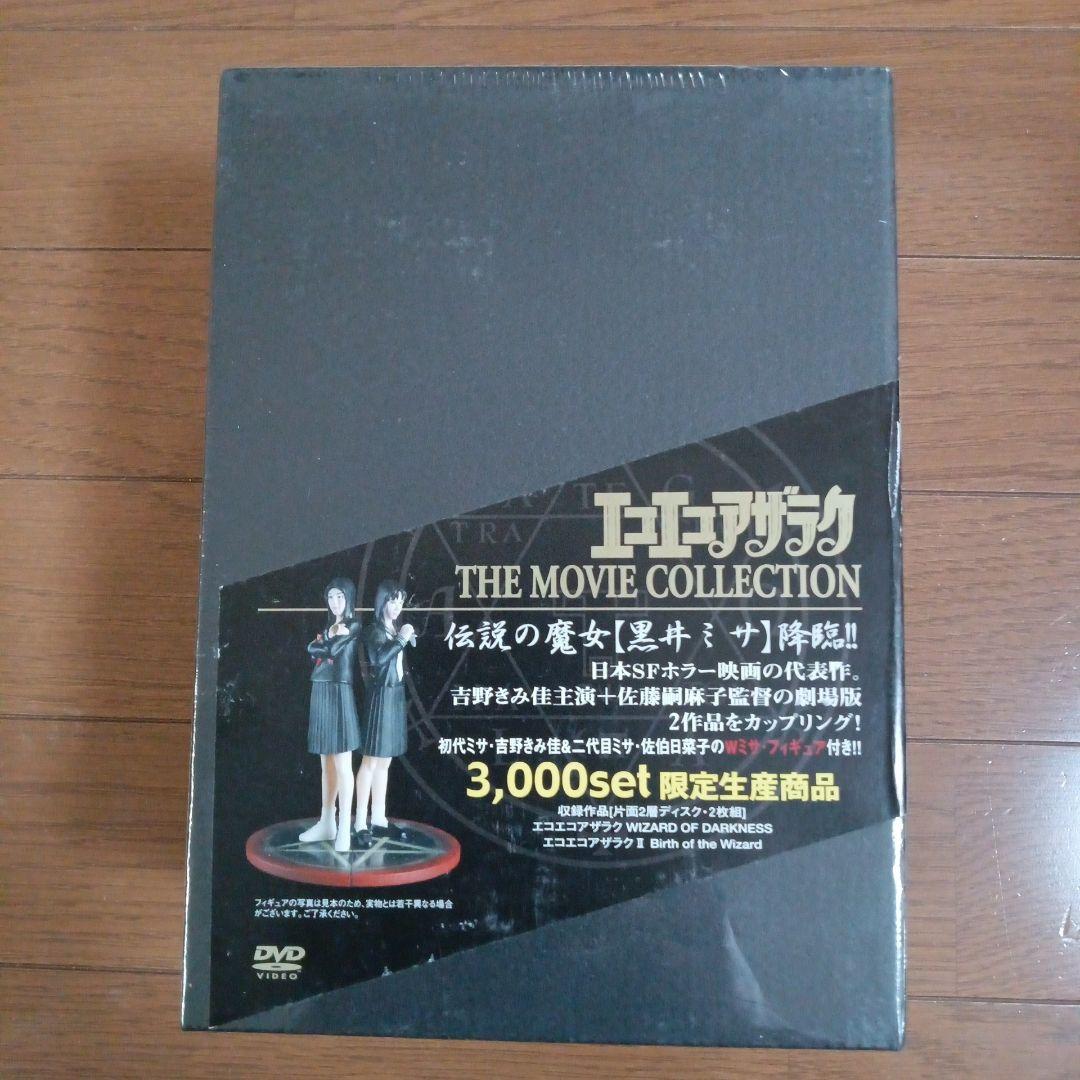 エコエコアザラク
THE MOVIE COLLECTION
伝説の魔女【黒井ミサ】降臨!!
日本SFホラー映画の代表作。
吉野きみ佳主演＋佐藤嗣麻子監督の劇場版
2作品をカップリング!
初代ミサ・吉野きみ佳&二代目ミサ・佐伯日菜子のWミサ・フィギュア付き!!
3,000set 限定生産商品
収録作品[片面2層ディスク・2枚組]
エコエコアザラク WIZARD OF DARKNESS
エコエコアザラクⅡ Birth of the Wizard
フィギュアの写真は見本のため、実物とは若干異なる場合
がございます。ご了承ください。
DVD
VIDEO